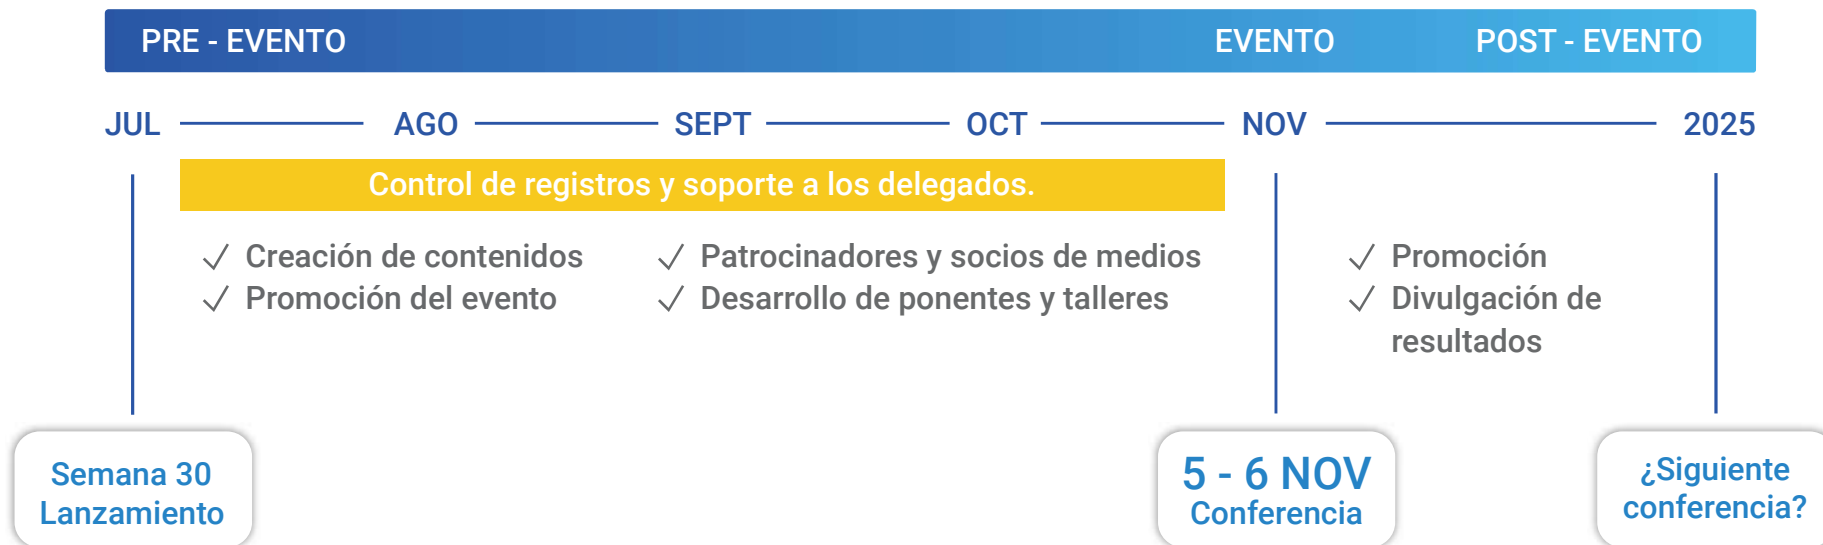 PRE - EVENTO EVENTO POST - EVENTO
JUL AGO SEPT OCT NOV 2025
Control de registros y soporte a los delegados.
Creación de contenidos
Promoción del evento
Patrocinadores y socios de medios
Desarrollo de ponentes y talleres
Promoción
Divulgación de
resultados
Semana 30
Lanzamiento
5 - 6 NOV
Conferencia
¿Siguiente
conferencia?